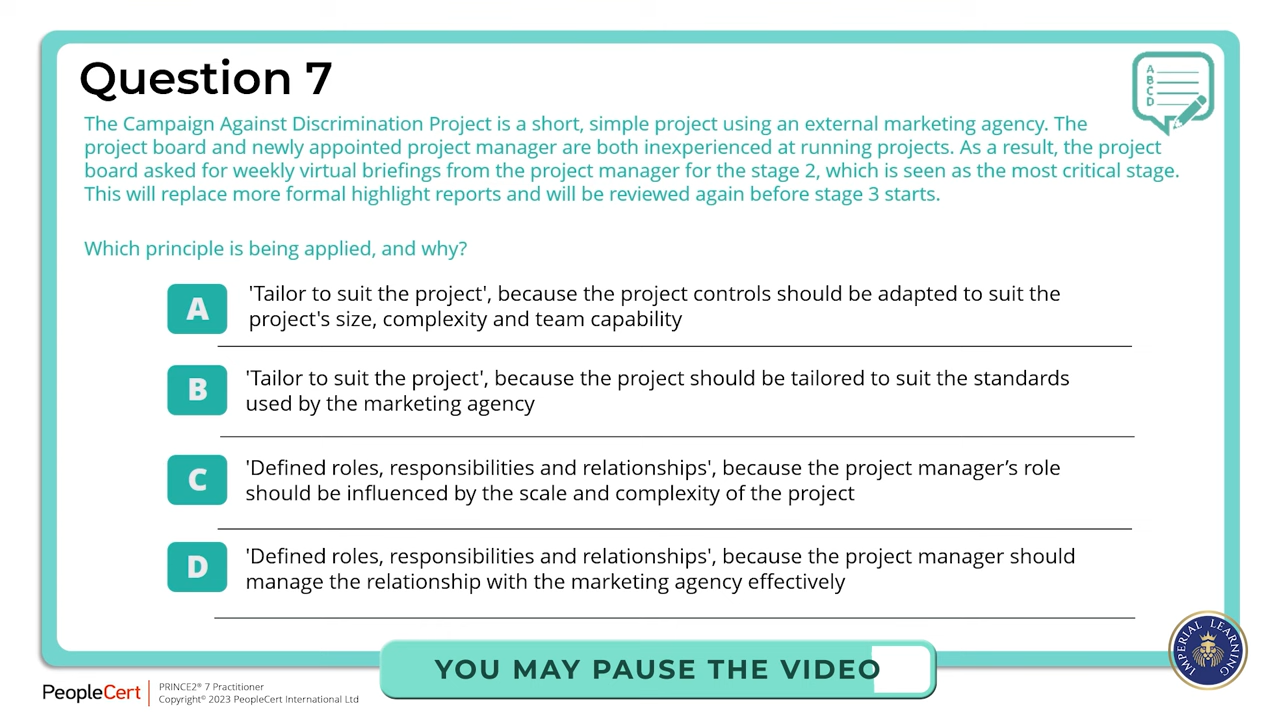 Question 7
A
B
C
D
The Campaign Against Discrimination Project is a short, simple project using an external marketing agency. The
project board and newly appointed project manager are both inexperienced at running projects. As a result, the project
board asked for weekly virtual briefings from the project manager for the stage 2, which is seen as the most critical stage.
This will replace more formal highlight reports and will be reviewed again before stage 3 starts.
Which principle is being applied, and why?
A
'Tailor to suit the project', because the project controls should be adapted to suit the
project's size, complexity and team capability
B
'Tailor to suit the project', because the project should be tailored to suit the standards
used by the marketing agency
C
'Defined roles, responsibilities and relationships', because the project manager’s role
should be influenced by the scale and complexity of the project
D
'Defined roles, responsibilities and relationships', because the project manager should
manage the relationship with the marketing agency effectively
YOU MAY PAUSE THE VIDEO
IMPERIAL LEARNING
PeopleCert
PRINCE2® 7 Practitioner
Copyright© 2023 PeopleCert International Ltd